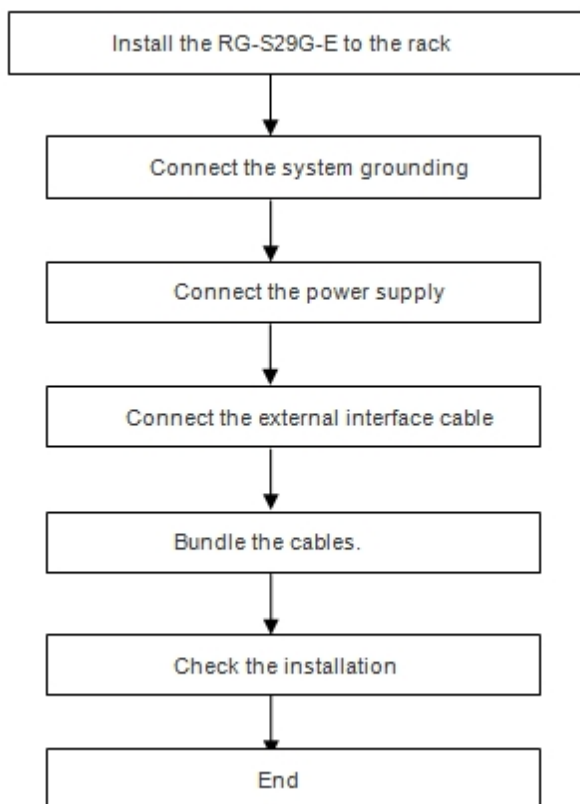 Install the RG-S29G-E to the rack
Connect the system grounding
Connect the power supply
Connect the external interface cable
Bundle the cables.
Check the installation
End